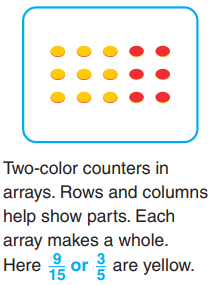 Two-color counters in
arrays. Rows and columns
help show parts. Each
array makes a whole.
Here 9/15 or 3/5 are yellow.